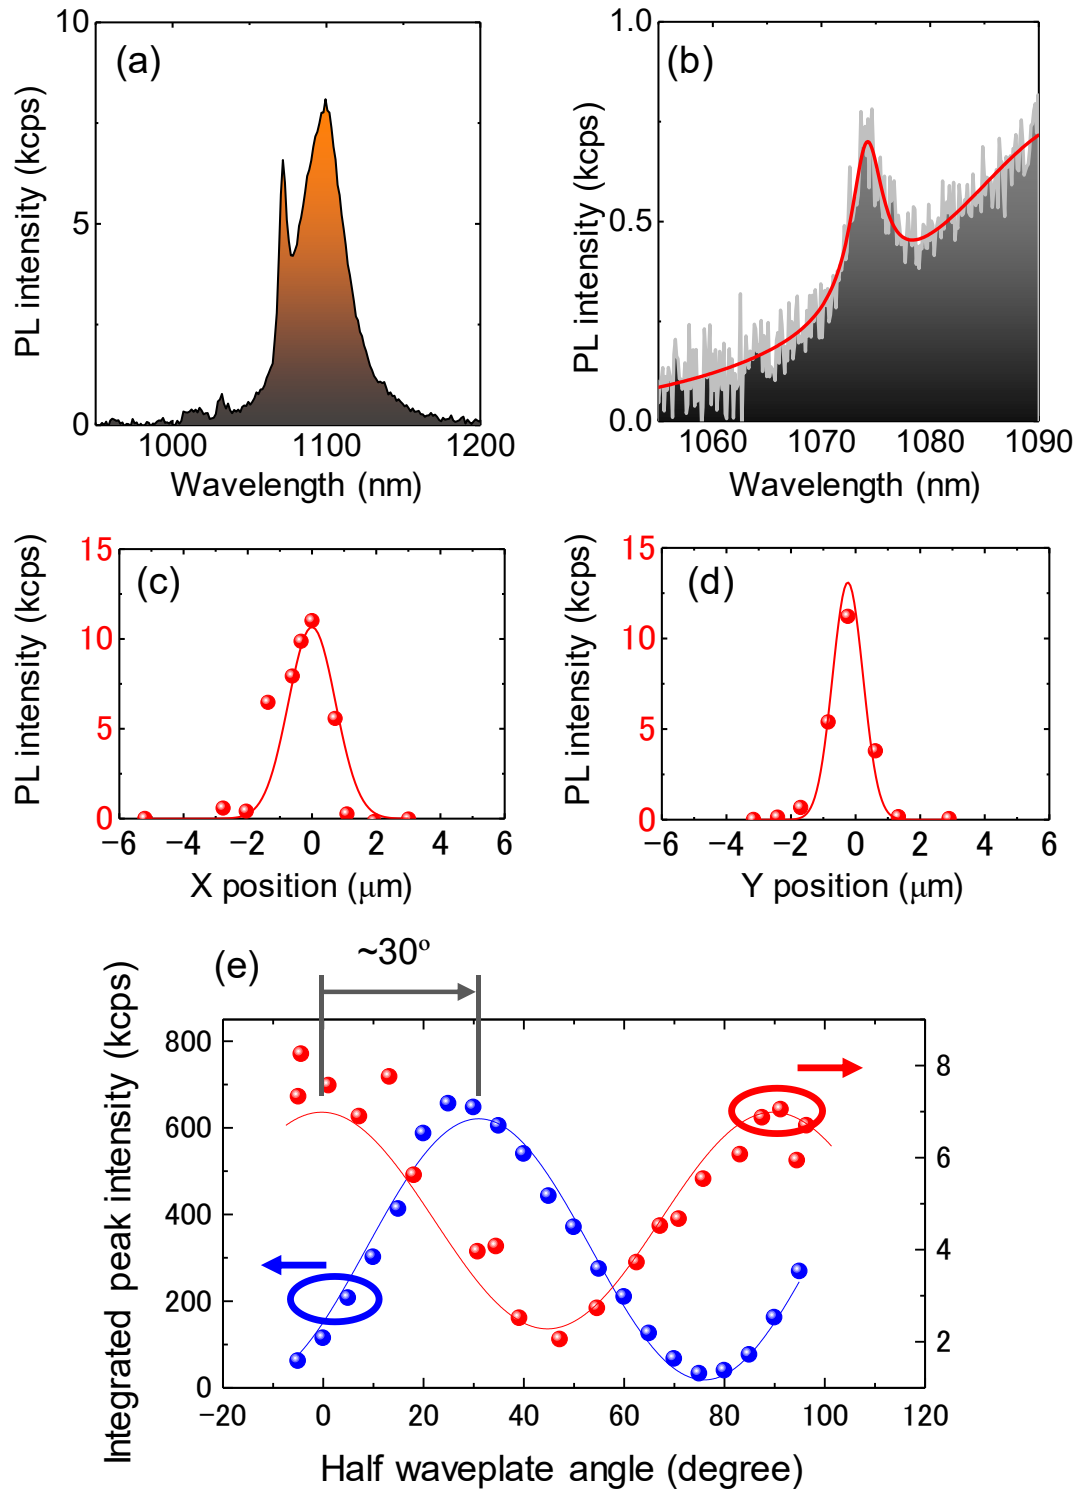 (a)
PL intensity (kcps)
10
5
0
1000 1100 1200
Wavelength (nm)
(b)
PL intensity (kcps)
1.0
0.5
0.0
1060 1070 1080 1090
Wavelength (nm)
(c)
PL intensity (kcps)
15
10
5
0
−6 −4 −2 0 2 4 6
X position (μm)
(d)
PL intensity (kcps)
15
10
5
0
−6 −4 −2 0 2 4 6
Y position (μm)
(e)
~30º
Integrated peak intensity (kcps)
800
600
400
200
0
8
6
4
2
−20 0 20 40 60 80 100 120
Half waveplate angle (degree)